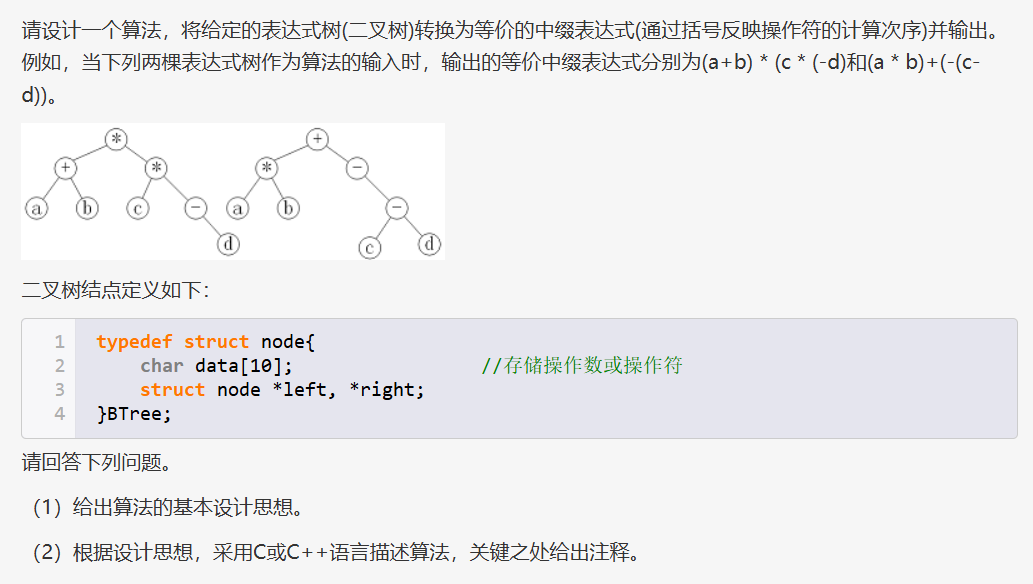 请设计一个算法，将给定的表达式树(二叉树)转换为等价的中缀表达式(通过括号反映操作符的计算次序)并输出。
例如，当下列两棵表达式树作为算法的输入时，输出的等价中缀表达式分别为(a+b) * (c * (-d)和(a * b)+(-(c-
d))。
* +
+ * * −
a b c − a b −
d c d
二叉树结点定义如下：
1 typedef struct node{
2 char data[10]; //存储操作数或操作符
3 struct node *left, *right;
4 }BTree;
请回答下列问题。
（1）给出算法的基本设计思想。
（2）根据设计思想，采用C或C++语言描述算法，关键之处给出注释。